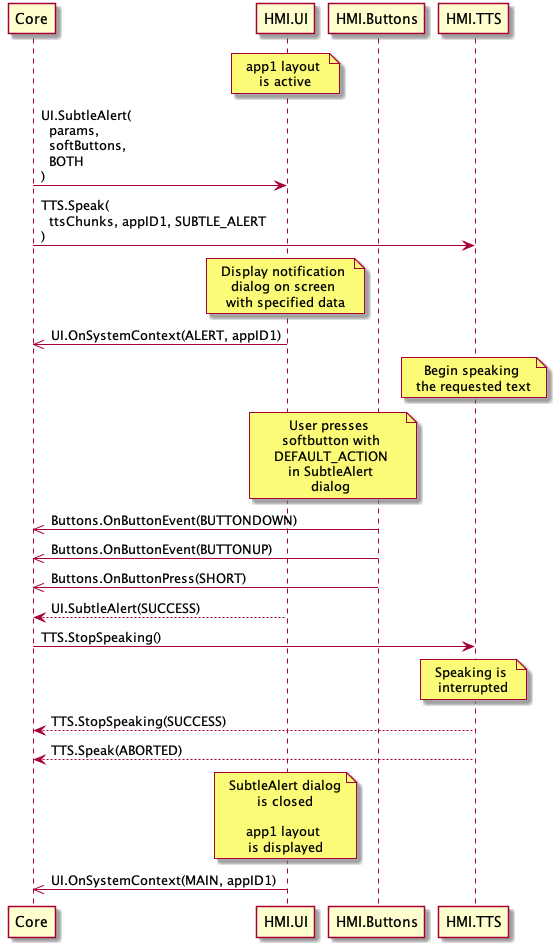 Core
HMI.UI
HMI.Buttons
HMI.TTS
app1 layout
is active
UI.SubtleAlert(
params,
softButtons,
BOTH
)
TTS.Speak(
ttsChunks, appID1, SUBTLE_ALERT
)
Display notification
dialog on screen
with specified data
UI.OnSystemContext(ALERT, appID1)
Begin speaking
the requested text
User presses
softbutton with
DEFAULT_ACTION
in SubtleAlert
dialog
Buttons.OnButtonEvent(BUTTONDOWN)
Buttons.OnButtonEvent(BUTTONUP)
Buttons.OnButtonPress(SHORT)
UI.SubtleAlert(SUCCESS)
TTS.StopSpeaking()
Speaking is
interrupted
TTS.StopSpeaking(SUCCESS)
TTS.Speak(ABORTED)
SubtleAlert dialog
is closed
app1 layout
is displayed
UI.OnSystemContext(MAIN, appID1)
Core
HMI.UI
HMI.Buttons
HMI.TTS